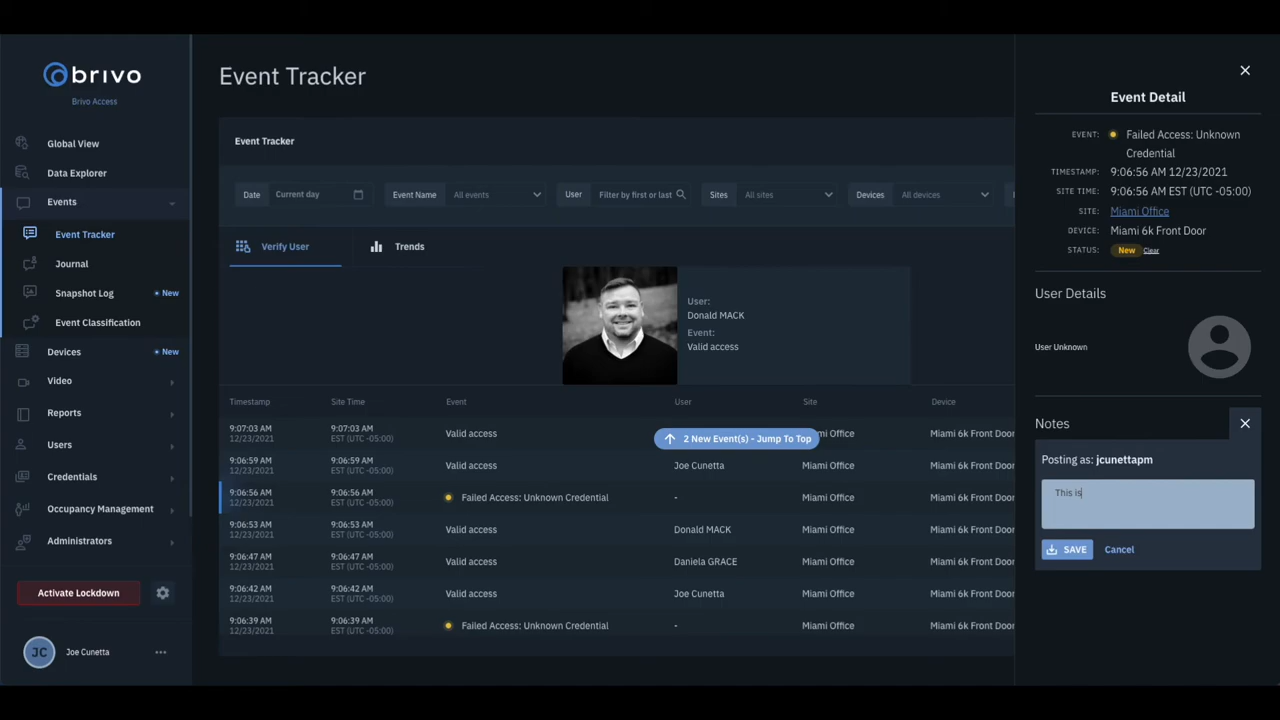 brivo
Brivo Access
Global View
Data Explorer
Events
Event Tracker
Journal
Snapshot Log New
Event Classification
Devices New
Video
Reports
Users
Credentials
Occupancy Management
Administrators
Activate Lockdown
JC Joe Cunetta
Event Tracker
Event Tracker
Date Current day Event Name All events User Filter by first or last Sites All sites Devices All devices
Verify User Trends
User:
Donald MACK
Event:
Valid access
Timestamp Site Time Event User Site Device
9:07:03 AM 9:07:03 AM Valid access Miami Office Miami 6k Front Door
12/23/2021 EST (UTC -05:00)
2 New Event(s) - Jump To Top
9:06:59 AM 9:06:59 AM Valid access Joe Cunetta Miami Office Miami 6k Front Door
12/23/2021 EST (UTC -05:00)
9:06:56 AM 9:06:56 AM Failed Access: Unknown Credential - Miami Office Miami 6k Front Door
12/23/2021 EST (UTC -05:00)
9:06:53 AM 9:06:53 AM Valid access Donald MACK Miami Office Miami 6k Front Door
12/23/2021 EST (UTC -05:00)
9:06:47 AM 9:06:47 AM Valid access Daniela GRACE Miami Office Miami 6k Front Door
12/23/2021 EST (UTC -05:00)
9:06:42 AM 9:06:42 AM Valid access Joe Cunetta Miami Office Miami 6k Front Door
12/23/2021 EST (UTC -05:00)
9:06:39 AM 9:06:39 AM Failed Access: Unknown Credential - Miami Office Miami 6k Front Door
12/23/2021 EST (UTC -05:00)
Event Detail
EVENT: Failed Access: Unknown
Credential
TIMESTAMP: 9:06:56 AM 12/23/2021
SITE TIME: 9:06:56 AM EST (UTC -05:00)
SITE: Miami Office
DEVICE: Miami 6k Front Door
STATUS: New Clear
User Details
User Unknown
Notes
Posting as: jcunettapm
This is
SAVE Cancel